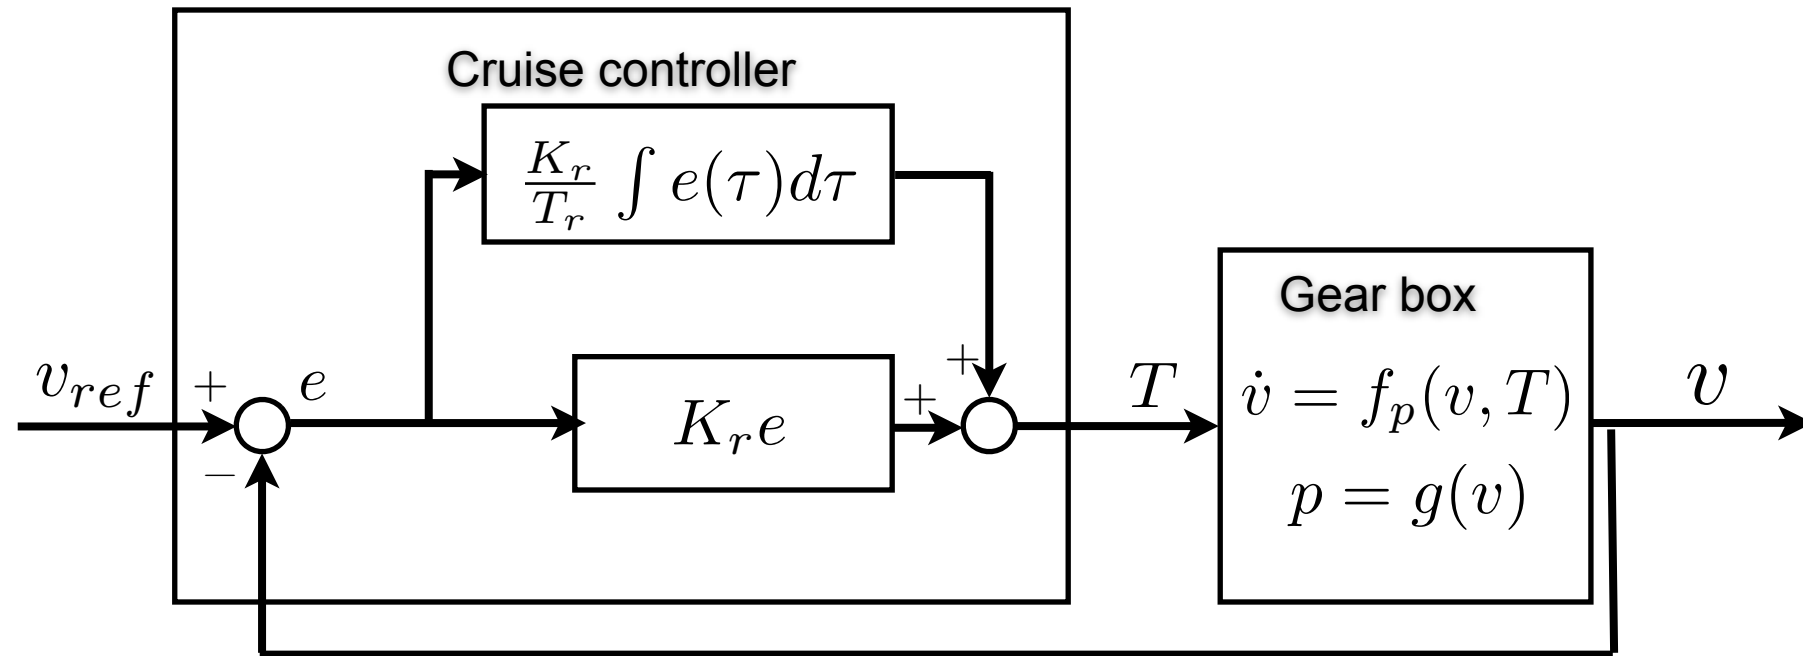 Cruise controller
$\frac{K_r}{T_r} \int e(\tau)d\tau$
Gear box
$v_{ref}$
+
$e$
−
$K_r e$
+
+
$T$
$\dot{v} = f_p(v, T)$
$p = g(v)$
$v$